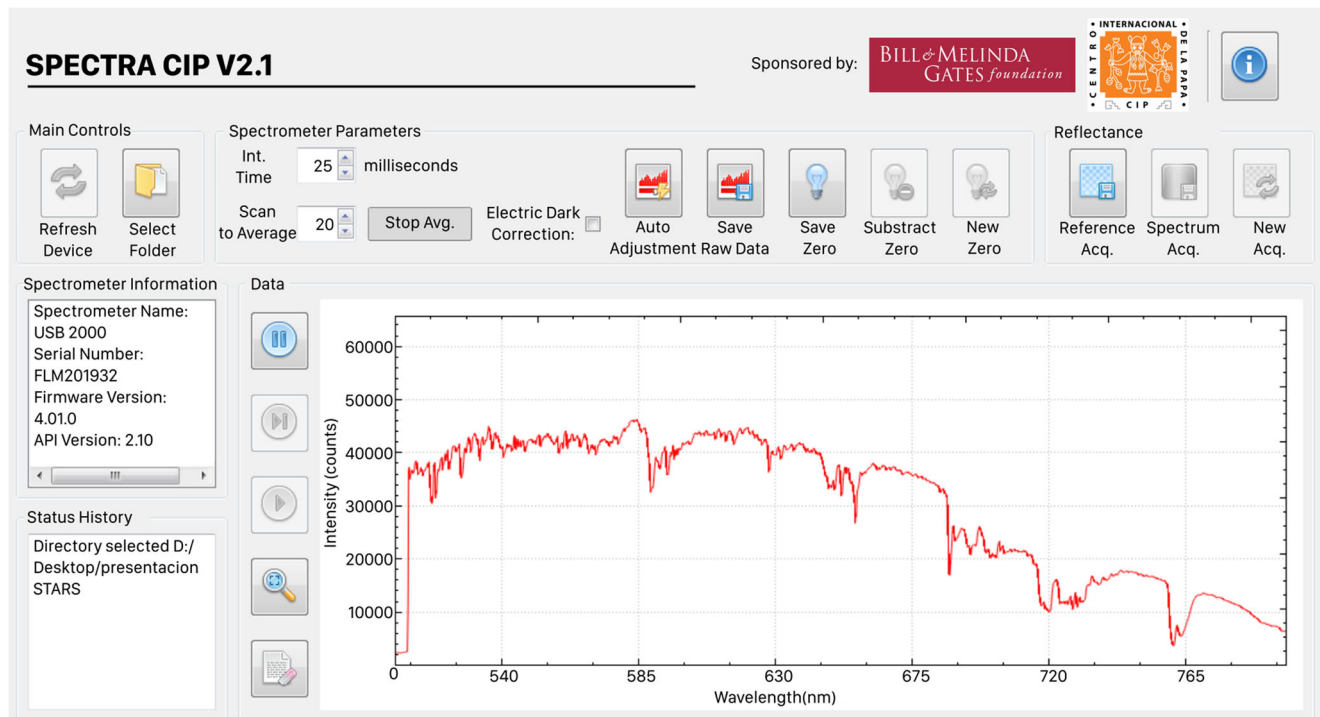 SPECTRA CIP V2.1
Sponsored by:
BILL & MELINDA
GATES foundation
• INTERNACIONAL •
CENTRO
DE LA PAPA
• CIP •
Main Controls
Refresh
Device
Select
Folder
Spectrometer Parameters
Int.
Time
25
milliseconds
Scan
to Average
20
Stop Avg.
Electric Dark
Correction:
Auto
Adjustment
Save
Raw Data
Save
Zero
Substract
Zero
New
Zero
Reflectance
Reference
Acq.
Spectrum
Acq.
New
Acq.
Spectrometer Information
Spectrometer Name:
USB 2000
Serial Number:
FLM201932
Firmware Version:
4.01.0
API Version: 2.10
Status History
Directory selected D:/
Desktop/presentacion
STARS
Data
Intensity (counts)
60000
50000
40000
30000
20000
10000
0 540 585 630 675 720 765
Wavelength(nm)